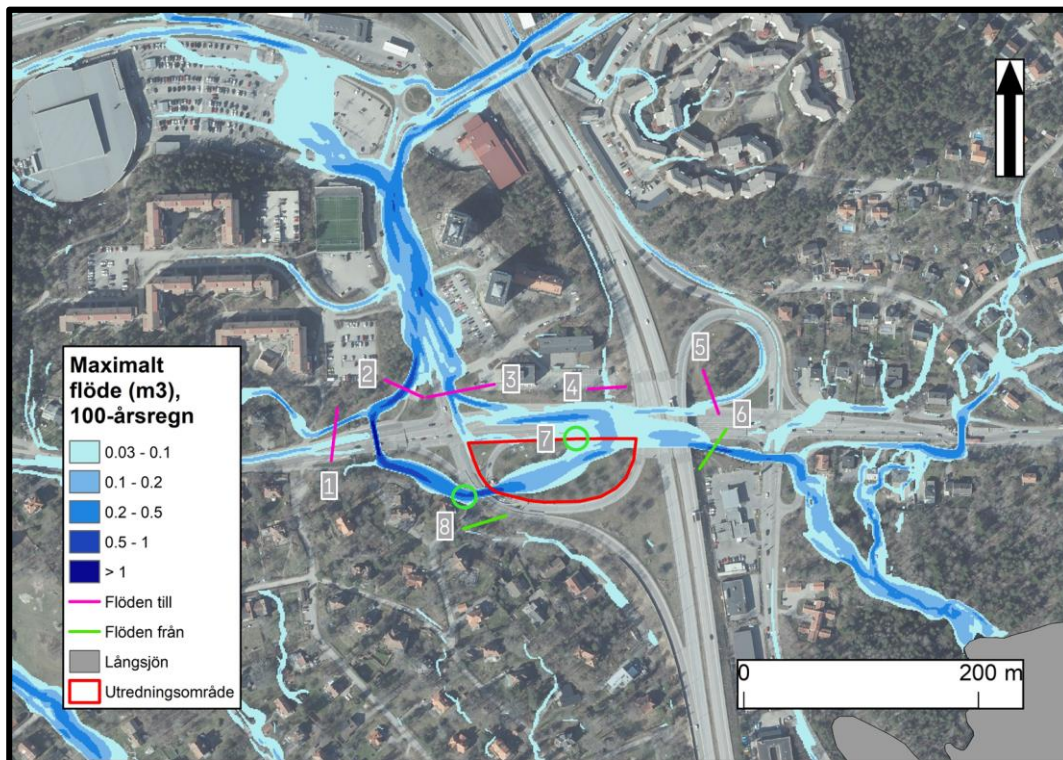 2
3
4
5
6
7
1
8
Maximalt
flöde (m3),
100-årsregn
0.03 - 0.1
0.1 - 0.2
0.2 - 0.5
0.5 - 1
> 1
Flöden till
Flöden från
Långsjön
Utredningsområde
0 200 m